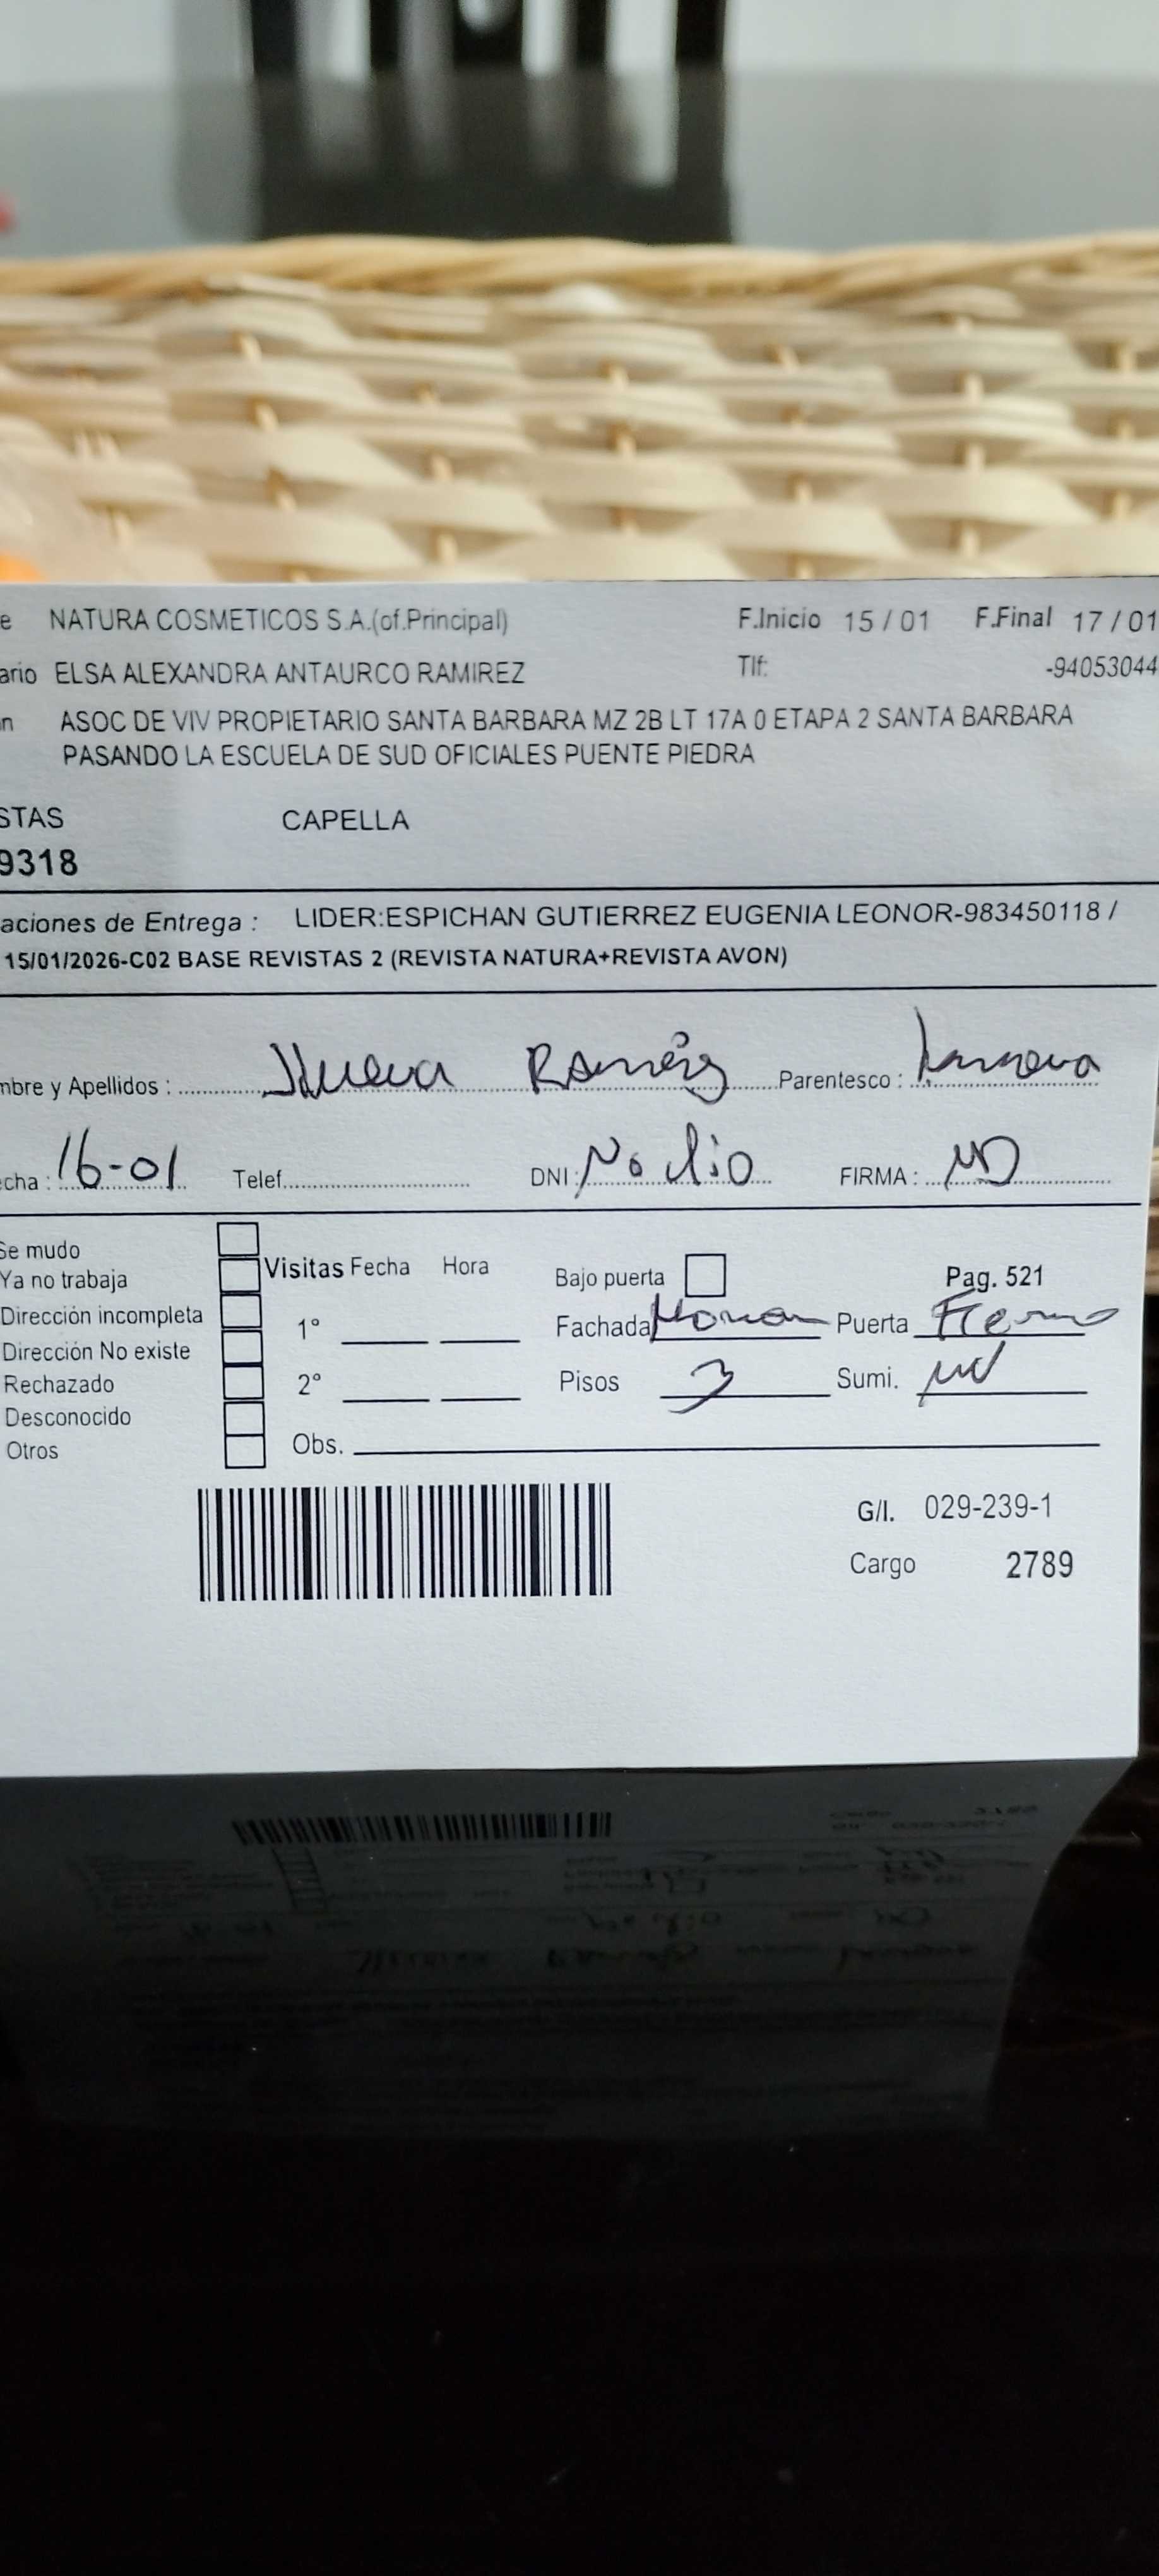 e NATURA COSMETICOS S.A.(of.Principal) F.Inicio 15 / 01 F.Final 17 / 01
ario ELSA ALEXANDRA ANTAURCO RAMIREZ Tlf: -94053044
n ASOC DE VIV PROPIETARIO SANTA BARBARA MZ 2B LT 17A 0 ETAPA 2 SANTA BARBARA
PASANDO LA ESCUELA DE SUD OFICIALES PUENTE PIEDRA
STAS CAPELLA
9318
aciones de Entrega : LIDER:ESPICHAN GUTIERREZ EUGENIA LEONOR-983450118 /
15/01/2026-C02 BASE REVISTAS 2 (REVISTA NATURA+REVISTA AVON)
mbre y Apellidos : Ramirez Parentesco :
cha : 16-01 Telef. DNI : No dio FIRMA :
Se mudo
Ya no trabaja
Dirección incompleta
Dirección No existe
Rechazado
Desconocido
Otros
Visitas Fecha Hora
1°
2°
Obs.
Bajo puerta Pag. 521
Fachada Puerta
Pisos 3 Sumi.
G/I. 029-239-1
Cargo 2789